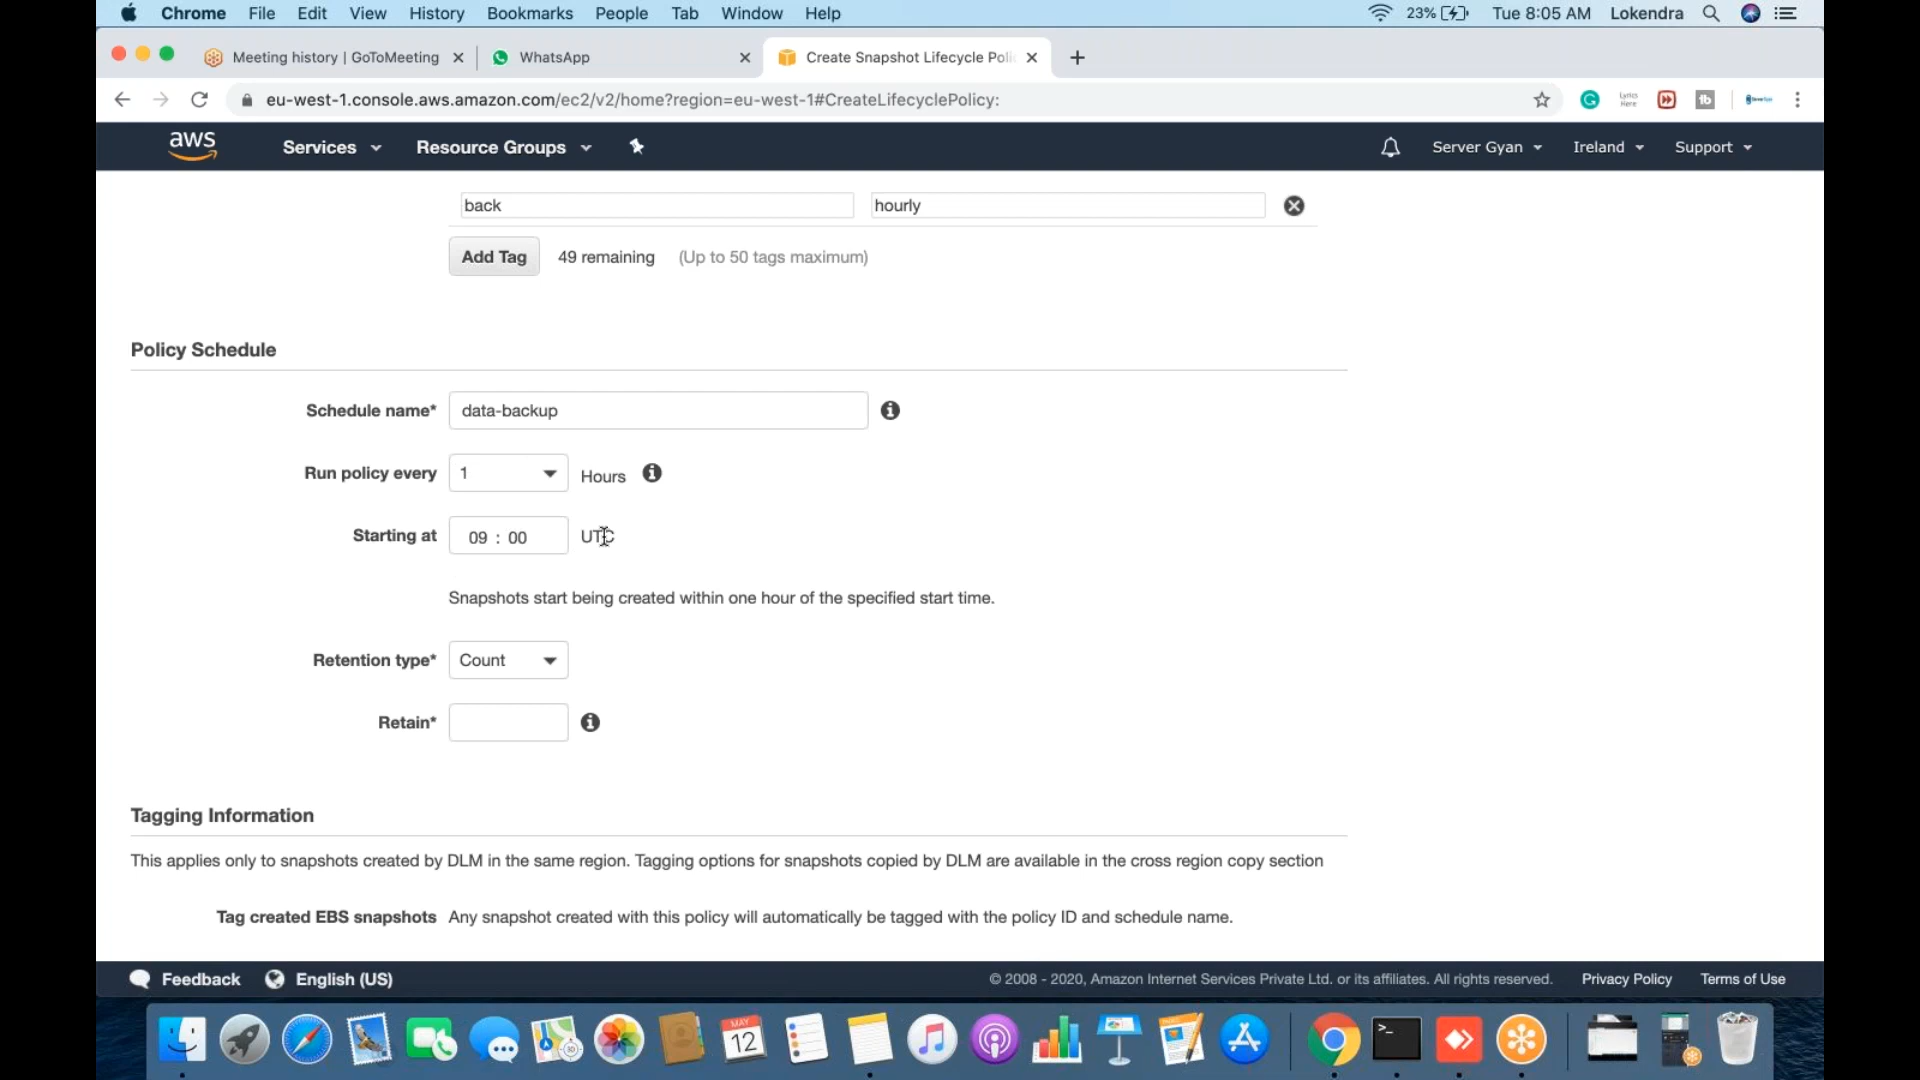 Chrome File Edit View History Bookmarks People Tab Window Help 23% Tue 8:05 AM Lokendra
Meeting history | GoToMeeting WhatsApp Create Snapshot Lifecycle Poli
eu-west-1.console.aws.amazon.com/ec2/v2/home?region=eu-west-1#CreateLifecyclePolicy:
aws Services Resource Groups Server Gyan Ireland Support
back hourly
Add Tag 49 remaining (Up to 50 tags maximum)
Policy Schedule
Schedule name* data-backup
Run policy every 1 Hours
Starting at 09 : 00 UTC
Snapshots start being created within one hour of the specified start time.
Retention type* Count
Retain*
Tagging Information
This applies only to snapshots created by DLM in the same region. Tagging options for snapshots copied by DLM are available in the cross region copy section
Tag created EBS snapshots Any snapshot created with this policy will automatically be tagged with the policy ID and schedule name.
Feedback English (US) © 2008 - 2020, Amazon Internet Services Private Ltd. or its affiliates. All rights reserved. Privacy Policy Terms of Use
MAY
12